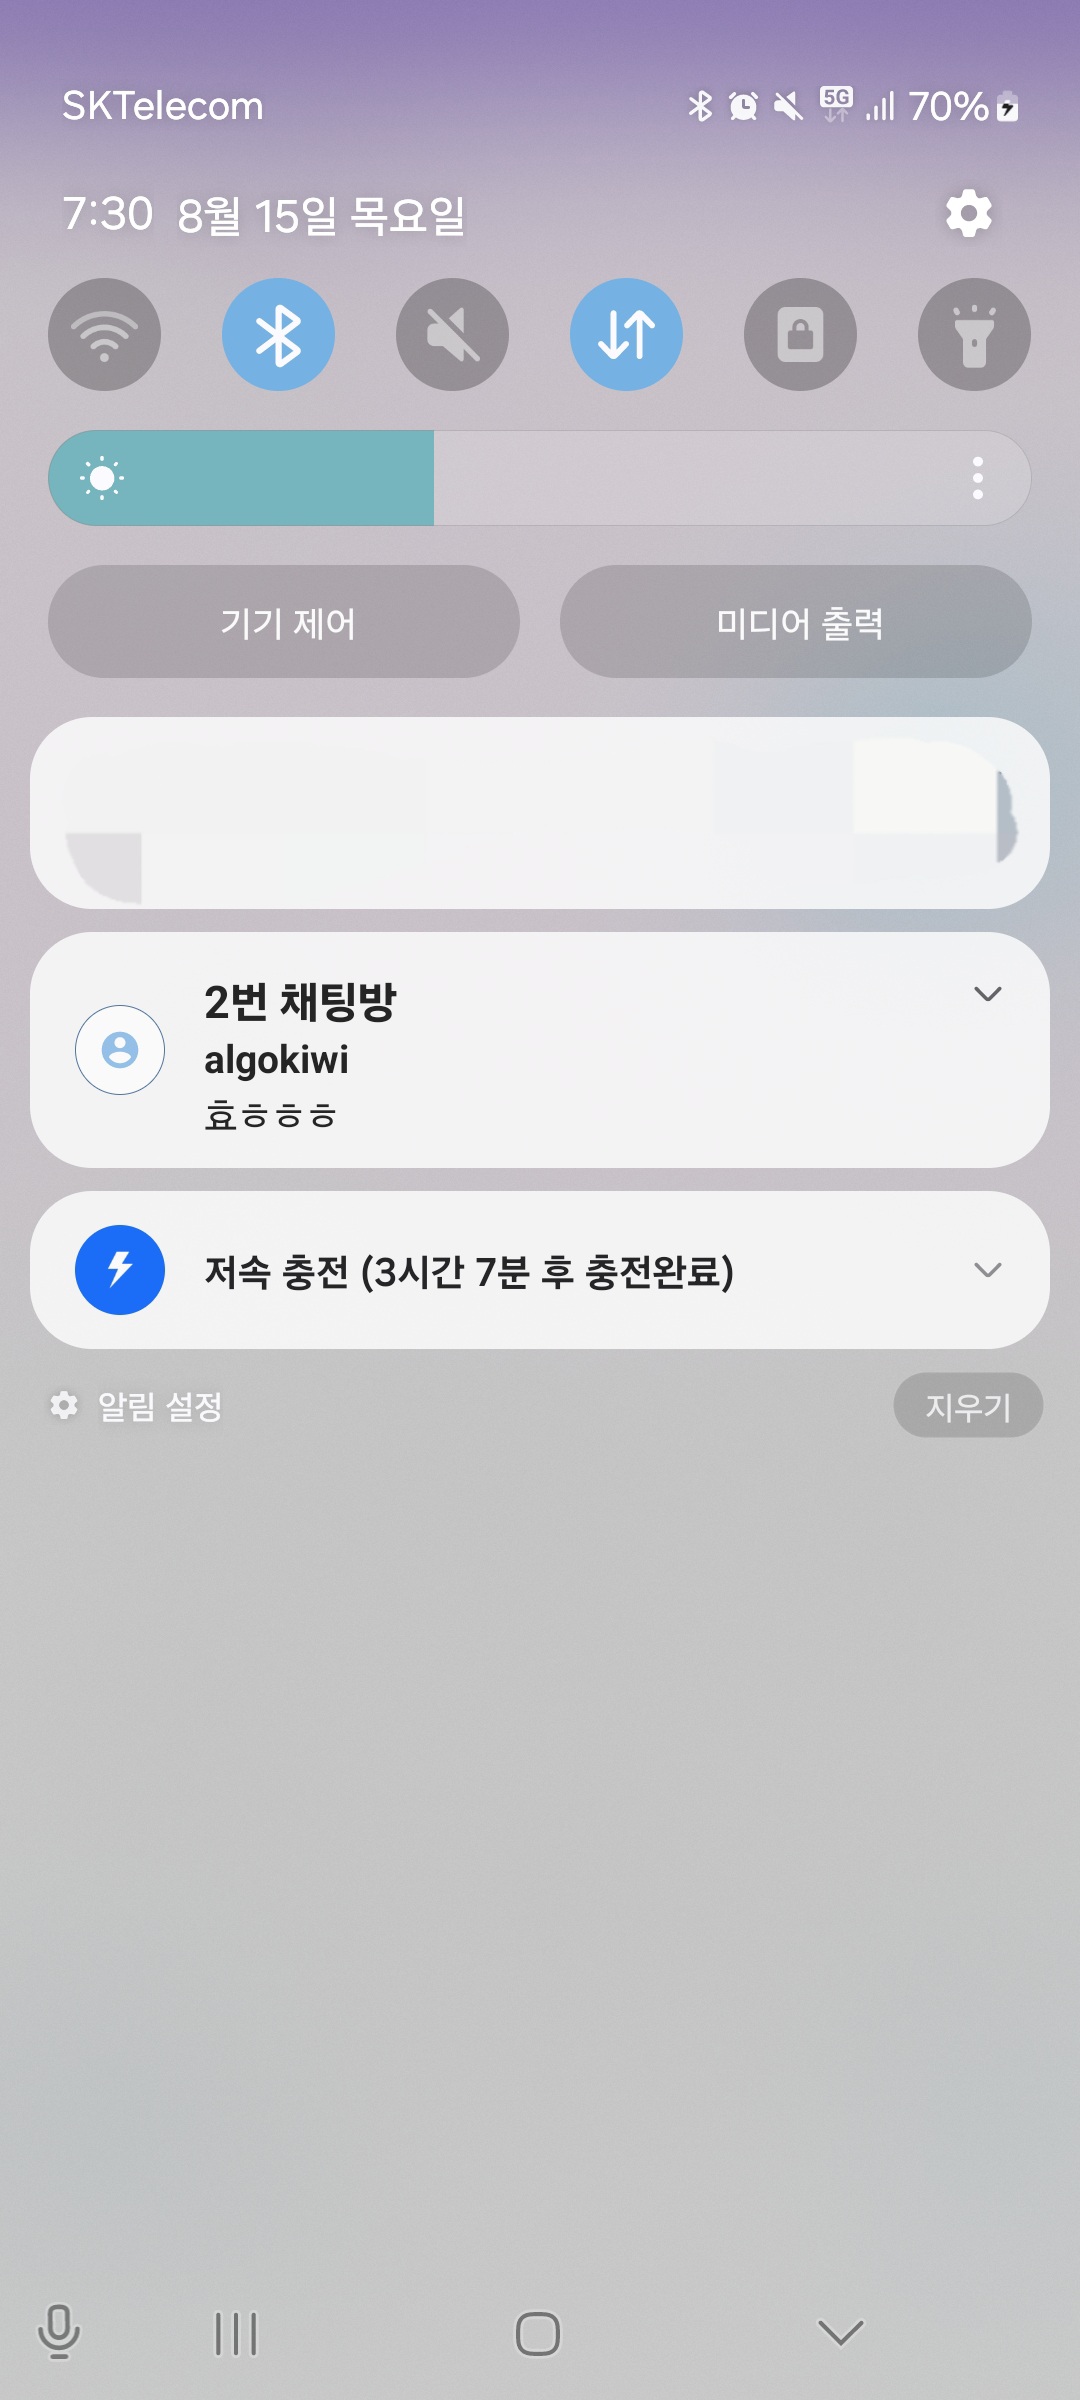 SKTelecom
5G 70%
7:30 8월 15일 목요일
기기 제어
미디어 출력
2번 채팅방
algokiwi
효ㅎㅎㅎ
저속 충전 (3시간 7분 후 충전완료)
알림 설정
지우기